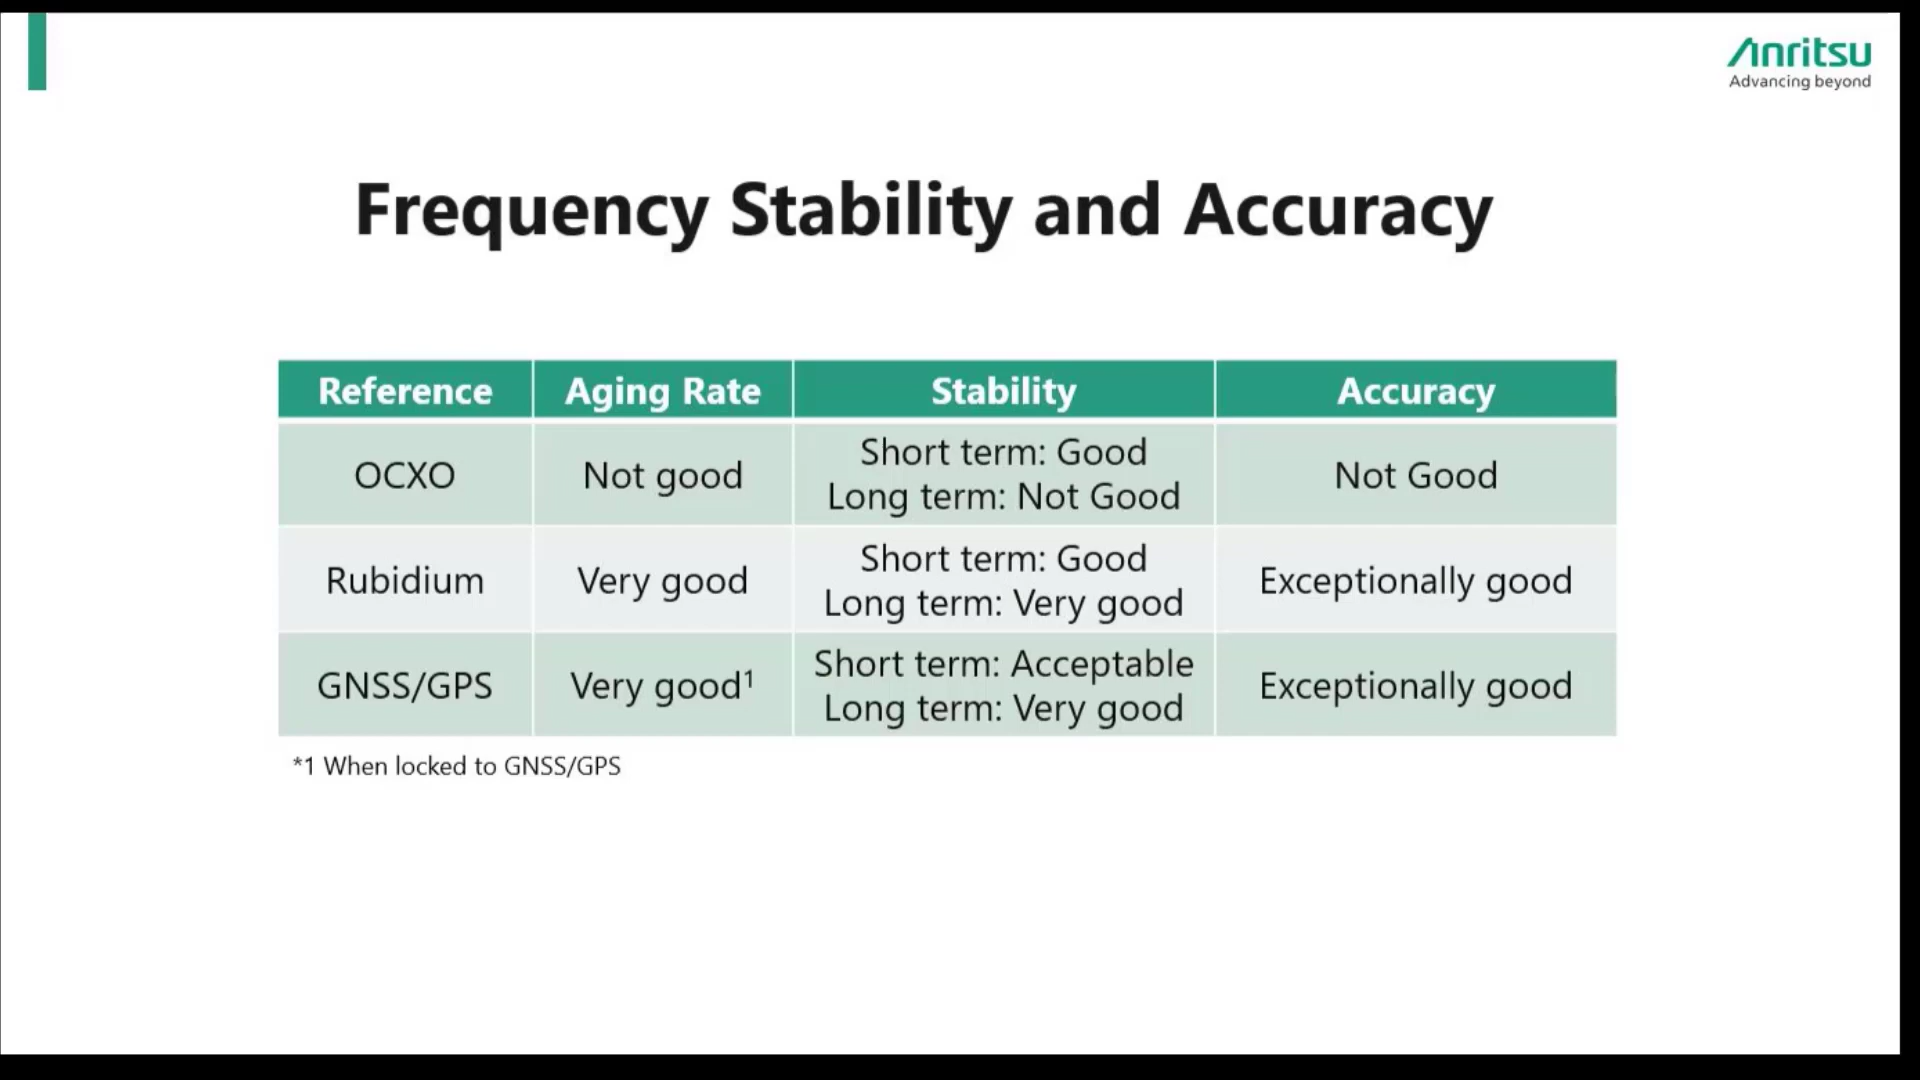 Anritsu
Advancing beyond
Frequency Stability and Accuracy
Reference Aging Rate Stability Accuracy
OCXO Not good Short term: Good
Long term: Not Good Not Good
Rubidium Very good Short term: Good
Long term: Very good Exceptionally good
GNSS/GPS Very good¹ Short term: Acceptable
Long term: Very good Exceptionally good
*1 When locked to GNSS/GPS